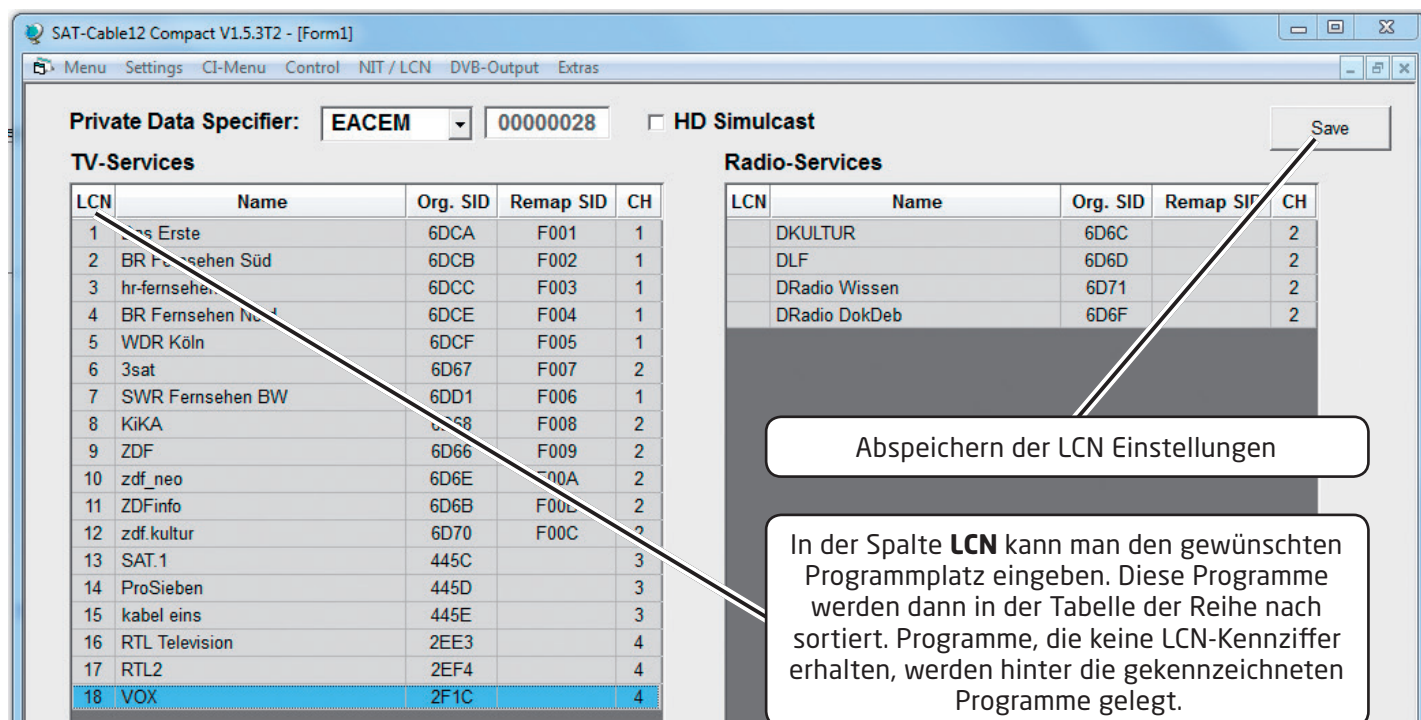 SAT-Cable12 Compact V1.5.3T2 - [Form1]
Menu Settings CI-Menu Control NIT / LCN DVB-Output Extras
Private Data Specifier: EACEM 00000028 HD Simulcast Save
TV-Services Radio-Services
LCN Name Org. SID Remap SID CH LCN Name Org. SID Remap SID CH
1 Das Erste 6DCA F001 1 DKULTUR 6D6C 2
2 BR Fernsehen Süd 6DCB F002 1 DLF 6D6D 2
3 hr-fernsehen 6DCC F003 1 DRadio Wissen 6D71 2
4 BR Fernsehen Nord 6DCE F004 1 DRadio DokDeb 6D6F 2
5 WDR Köln 6DCF F005 1
6 3sat 6D67 F007 2
7 SWR Fernsehen BW 6DD1 F006 1
8 KiKA 6D68 F008 2
9 ZDF 6D66 F009 2
10 zdf_neo 6D6E F00A 2
11 ZDFinfo 6D6B F00B 2
12 zdf.kultur 6D70 F00C 2
13 SAT.1 445C 3
14 ProSieben 445D 3
15 kabel eins 445E 3
16 RTL Television 2EE3 4
17 RTL2 2EF4 4
18 VOX 2F1C 4
Abspeichern der LCN Einstellungen
In der Spalte LCN kann man den gewünschten
Programmplatz eingeben. Diese Programme
werden dann in der Tabelle der Reihe nach
sortiert. Programme, die keine LCN-Kennziffer
erhalten, werden hinter die gekennzeichneten
Programme gelegt.